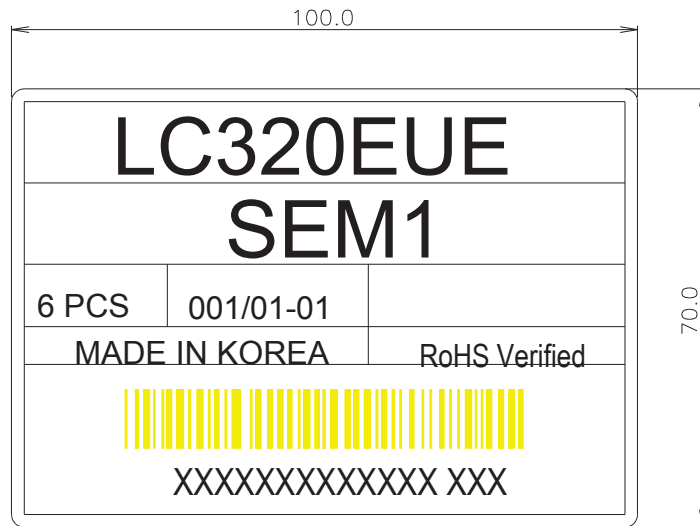 100.0
LC320EUE
SEM1
6 PCS 001/01-01
MADE IN KOREA RoHS Verified
XXXXXXXXXXXXX XXX
70.0